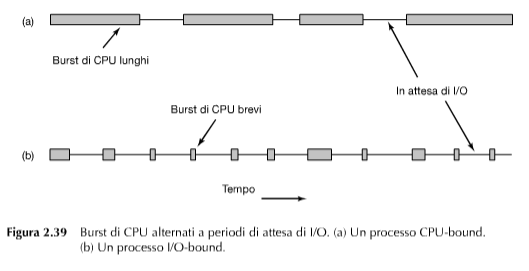 (a)
Burst di CPU lunghi
In attesa di I/O
Burst di CPU brevi
(b)
Tempo
Figura 2.39 Burst di CPU alternati a periodi di attesa di I/O. (a) Un processo CPU-bound.
(b) Un processo I/O-bound.